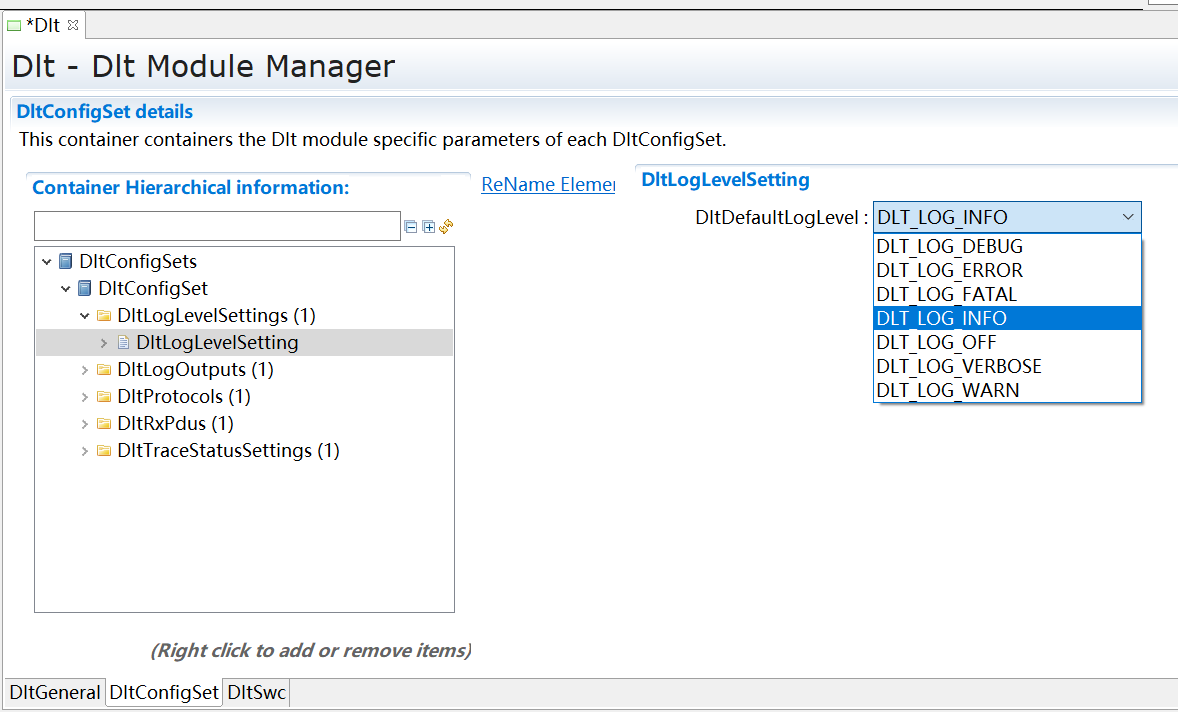 *Dlt
Dlt - Dlt Module Manager
DltConfigSet details
This container containers the Dlt module specific parameters of each DltConfigSet.
Container Hierarchical information:
ReName Elemen
DltConfigSets
DltConfigSet
DltLogLevelSettings (1)
DltLogLevelSetting
DltLogOutputs (1)
DltProtocols (1)
DltRxPdus (1)
DltTraceStatusSettings (1)
(Right click to add or remove items)
DltLogLevelSetting
DltDefaultLogLevel : DLT_LOG_INFO
DLT_LOG_DEBUG
DLT_LOG_ERROR
DLT_LOG_FATAL
DLT_LOG_INFO
DLT_LOG_OFF
DLT_LOG_VERBOSE
DLT_LOG_WARN
DltGeneral DltConfigSet DltSwc